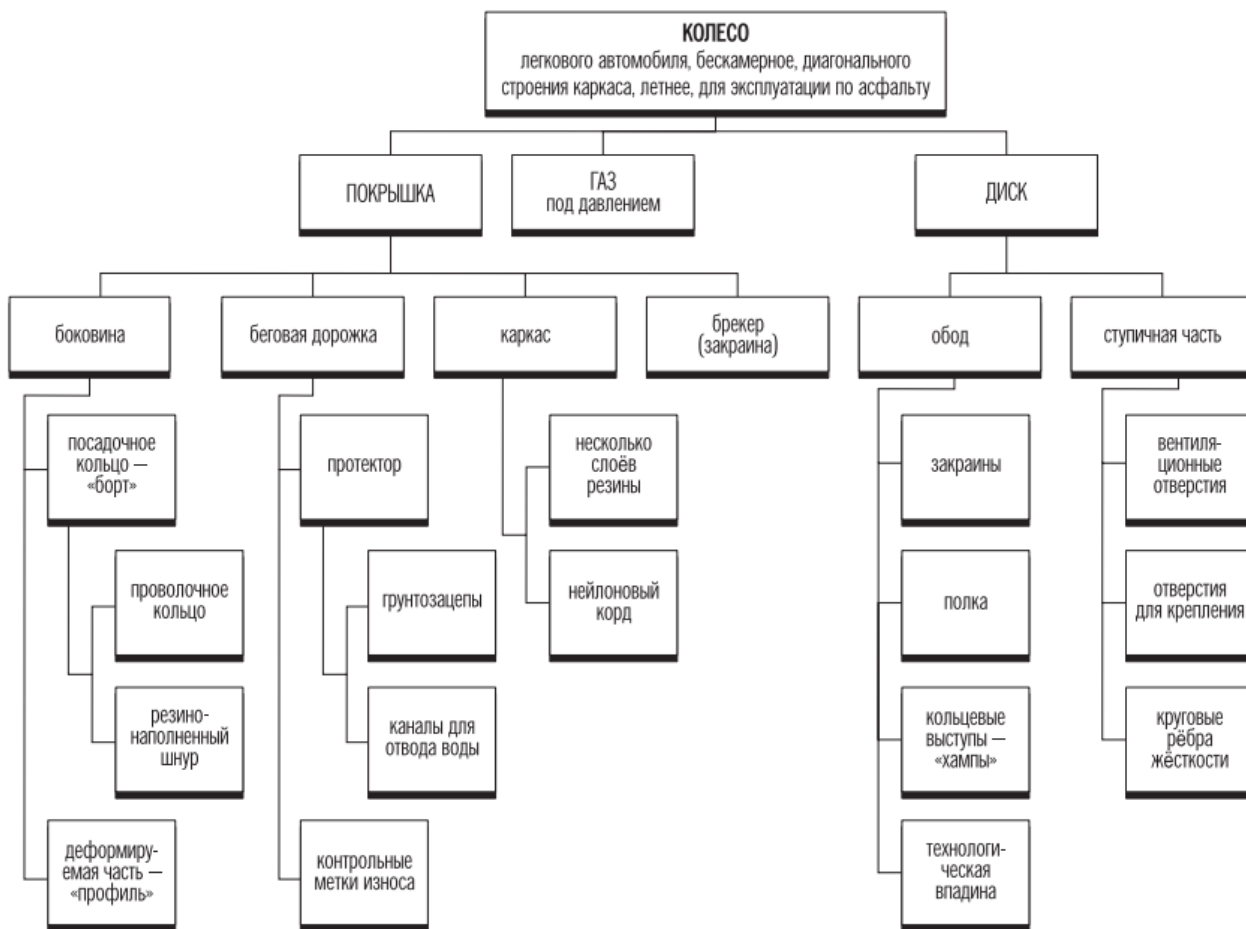 КОЛЕСО
легкового автомобиля, бескамерное, диагонального
строения каркаса, летнее, для эксплуатации по асфальту
ПОКРЫШКА
ГАЗ
под давлением
ДИСК
боковина
беговая дорожка
каркас
брекер
(закраина)
обод
ступичная часть
посадочное
кольцо —
«борт»
протектор
несколько
слоёв
резины
закраины
вентиля-
ционные
отверстия
проволочное
кольцо
грунтозацепы
нейлоновый
корд
полка
отверстия
для крепления
резино-
наполненный
шнур
каналы для
отвода воды
кольцевые
выступы —
«хампы»
круговые
рёбра
жёсткости
деформиру-
емая часть —
«профиль»
контрольные
метки износа
технологи-
ческая
впадина